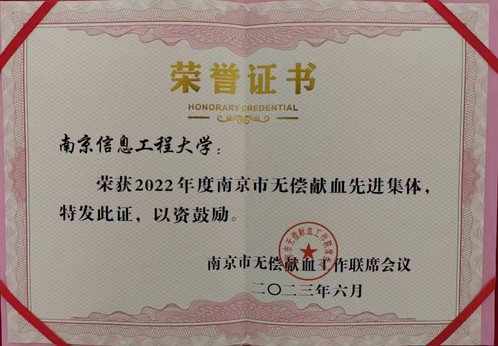 荣誉证书
HONORARY CREDENTIAL
南京信息工程大学：
荣获2022年度南京市无偿献血先进集体，
特发此证，以资鼓励。
南京市无偿献血工作联席会议
二〇二三年六月